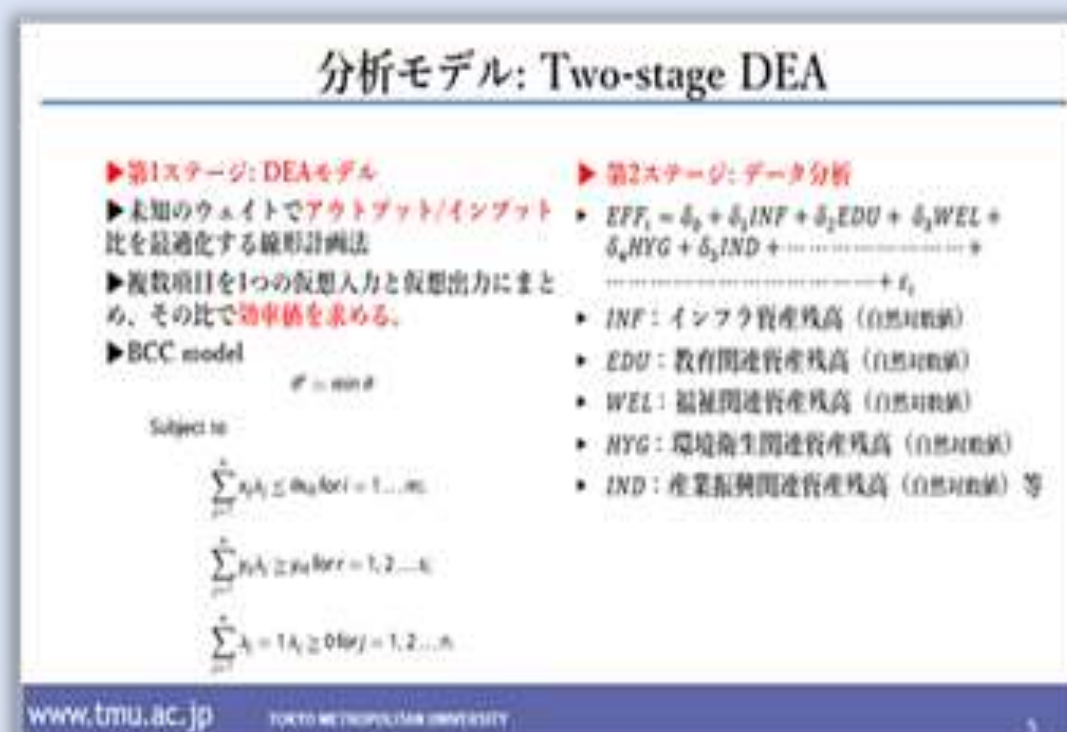 分析モデル: Two-stage DEA
▶第1ステージ: DEAモデル
▶未知のウェイトでアウトプット/インプット
比を最適化する線形計画法
▶複数項目を1つの仮想入力と仮想出力にまと
め、その比で効率値を求める。
▶BCC model
θ* = min θ
Subject to
▶ 第2ステージ: データ分析
▸ EFFᵢ = δ₀ + δ₁INF + δ₂EDU + δ₃WEL +
δ₄HYG + δ₅IND + ⋯⋯⋯⋯⋯⋯⋯ +
⋯⋯⋯⋯⋯⋯⋯⋯⋯⋯⋯ + εᵢ
▸ INF:インフラ資産残高(自然対数値)
▸ EDU:教育関連資産残高(自然対数値)
▸ WEL:福祉関連資産残高(自然対数値)
▸ HYG:環境衛生関連資産残高(自然対数値)
▸ IND:産業振興関連資産残高(自然対数値)等
www.tmu.ac.jp
TOKYO METROPOLITAN UNIVERSITY